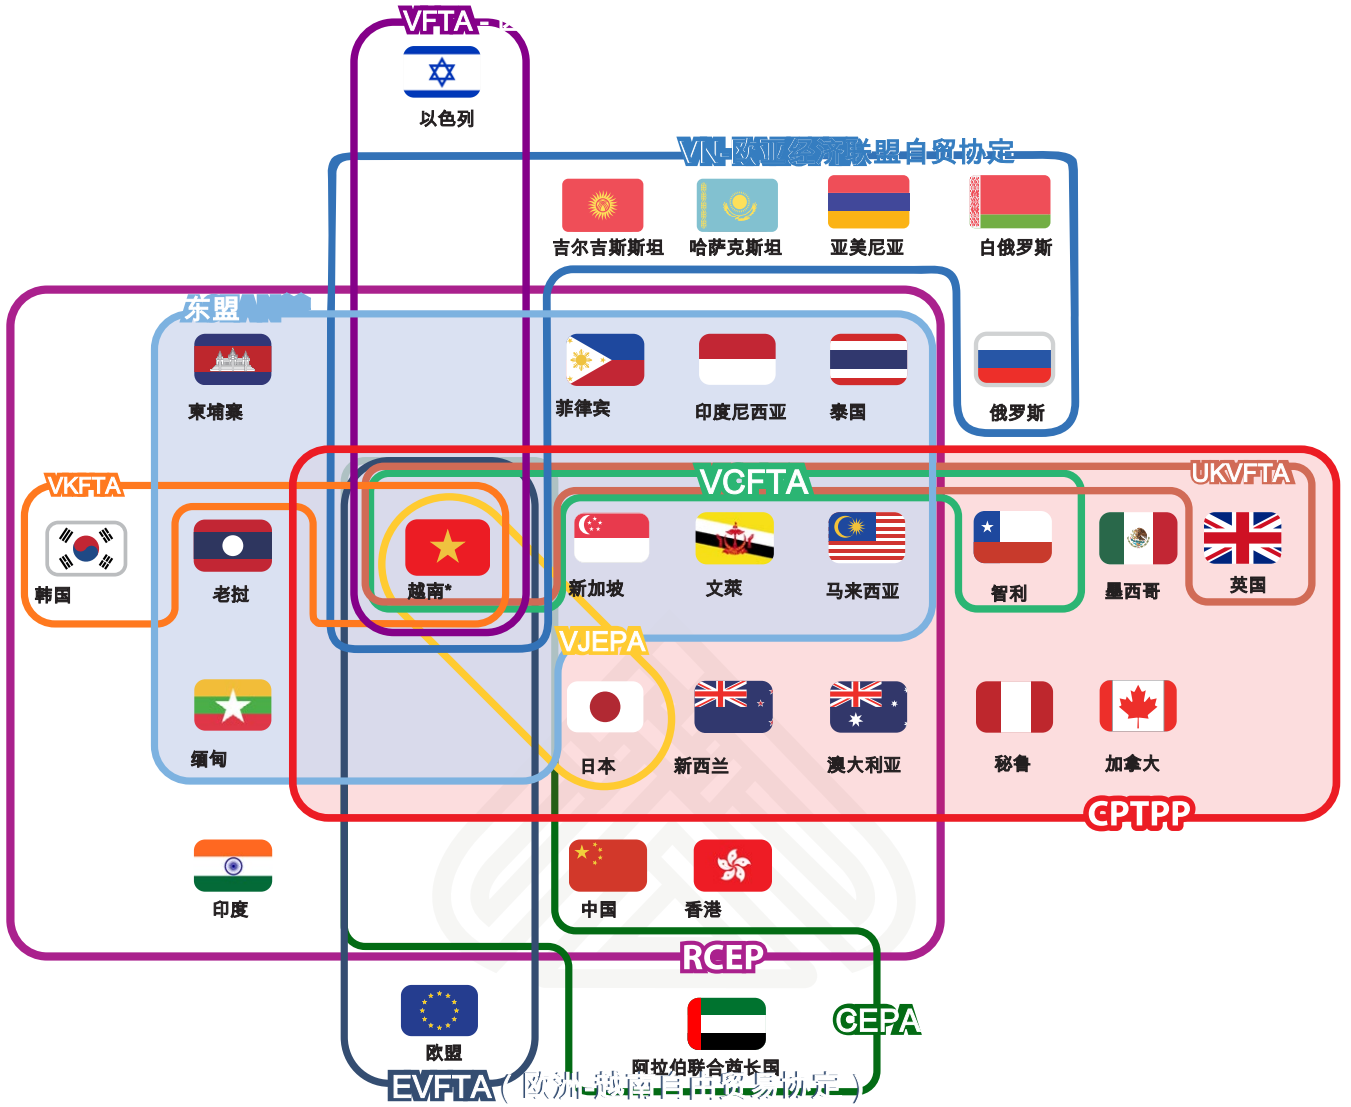 VFTA -
以色列
VN-欧亚经济联盟自贸协定
吉尔吉斯斯坦 哈萨克斯坦 亚美尼亚 白俄罗斯
东盟
柬埔寨 菲律宾 印度尼西亚 泰国 俄罗斯
VKFTA VCFTA UKVFTA
韩国 老挝 越南* 新加坡 文莱 马来西亚 智利 墨西哥 英国
VJEPA
缅甸 日本 新西兰 澳大利亚 秘鲁 加拿大
CPTPP
印度 中国 香港
RCEP
CEPA
欧盟 阿拉伯联合酋长国
EVFTA ( 欧洲-越南自由贸易协定 )